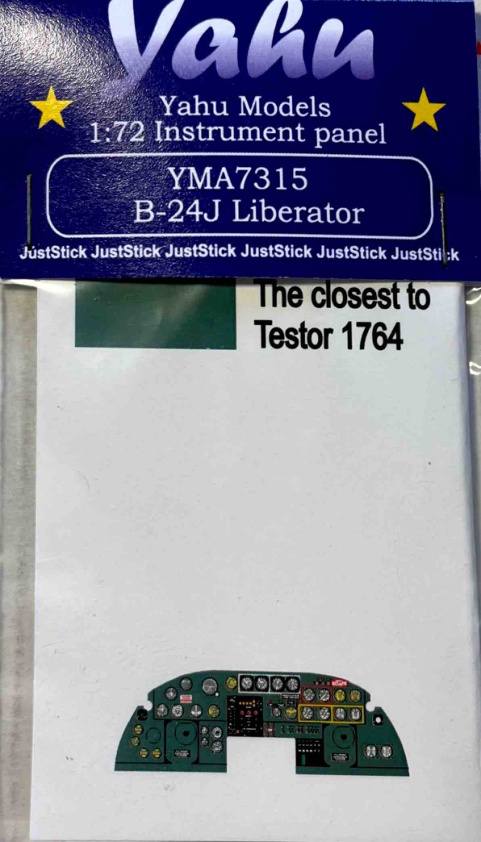 Yahu
Yahu Models
1:72 Instrument panel
YMA7315
B-24J Liberator
JustStick JustStick JustStick JustStick JustStick JustStick
The closest to
Testor 1764